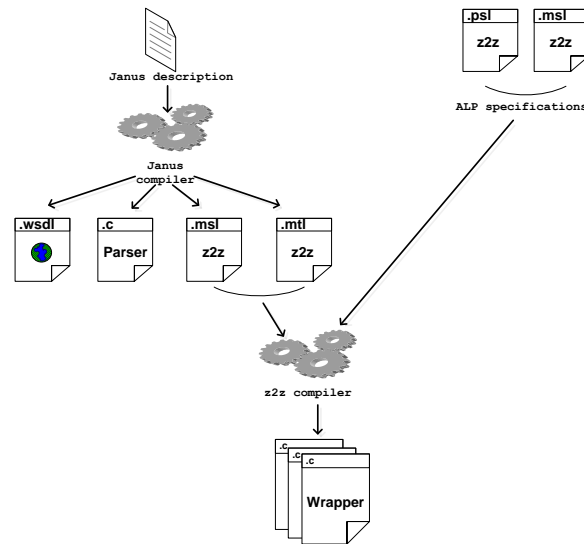 .psl
z2z
.msl
z2z
Janus description
ALP specifications
Janus
compiler
.wsdl
.c
Parser
.msl
z2z
.mtl
z2z
z2z compiler
.c
.c
.c
Wrapper